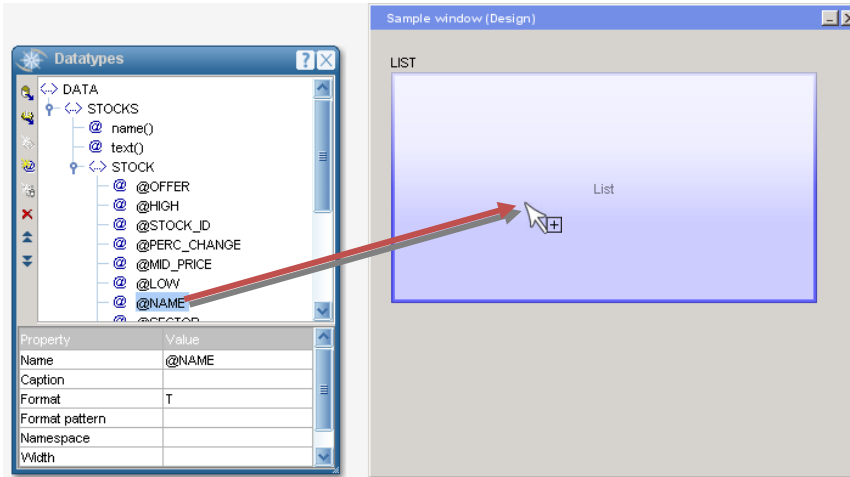 Sample window (Design)
Datatypes
?
LIST
DATA
STOCKS
@ name()
@ text()
STOCK
@ @OFFER
@ @HIGH
@ @STOCK_ID
@ @PERC_CHANGE
@ @MID_PRICE
@ @LOW
@ @NAME
@ @SECTOR
List
Property Value
Name @NAME
Caption
Format T
Format pattern
Namespace
Width